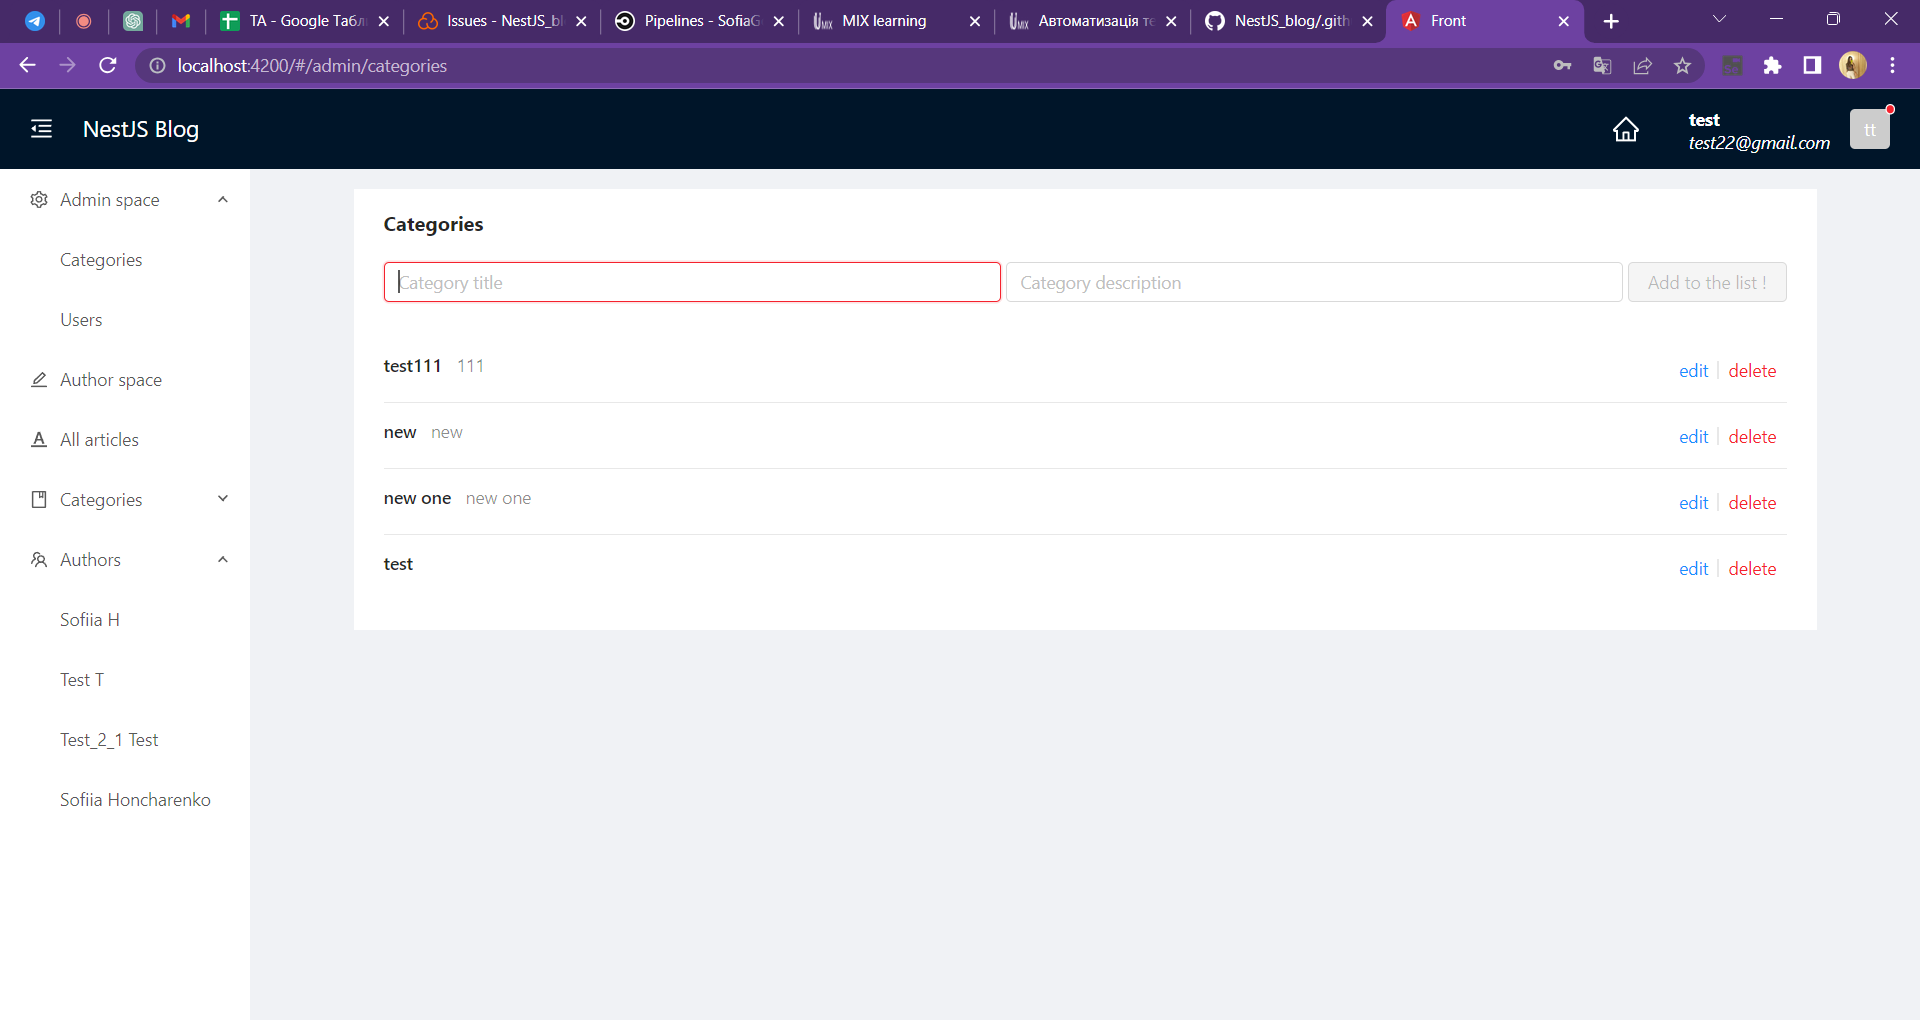 TA - Google Табл
Issues - NestJS_bl
Pipelines - SofiaG
MIX learning
Автоматизація те
NestJS_blog/.gith
Front
localhost:4200/#/admin/categories
NestJS Blog
test
test22@gmail.com
tt
Admin space
Categories
Users
Author space
All articles
Categories
Authors
Sofiia H
Test T
Test_2_1 Test
Sofiia Honcharenko
Categories
Category title
Category description
Add to the list !
test111 111
edit delete
new new
edit delete
new one new one
edit delete
test
edit delete